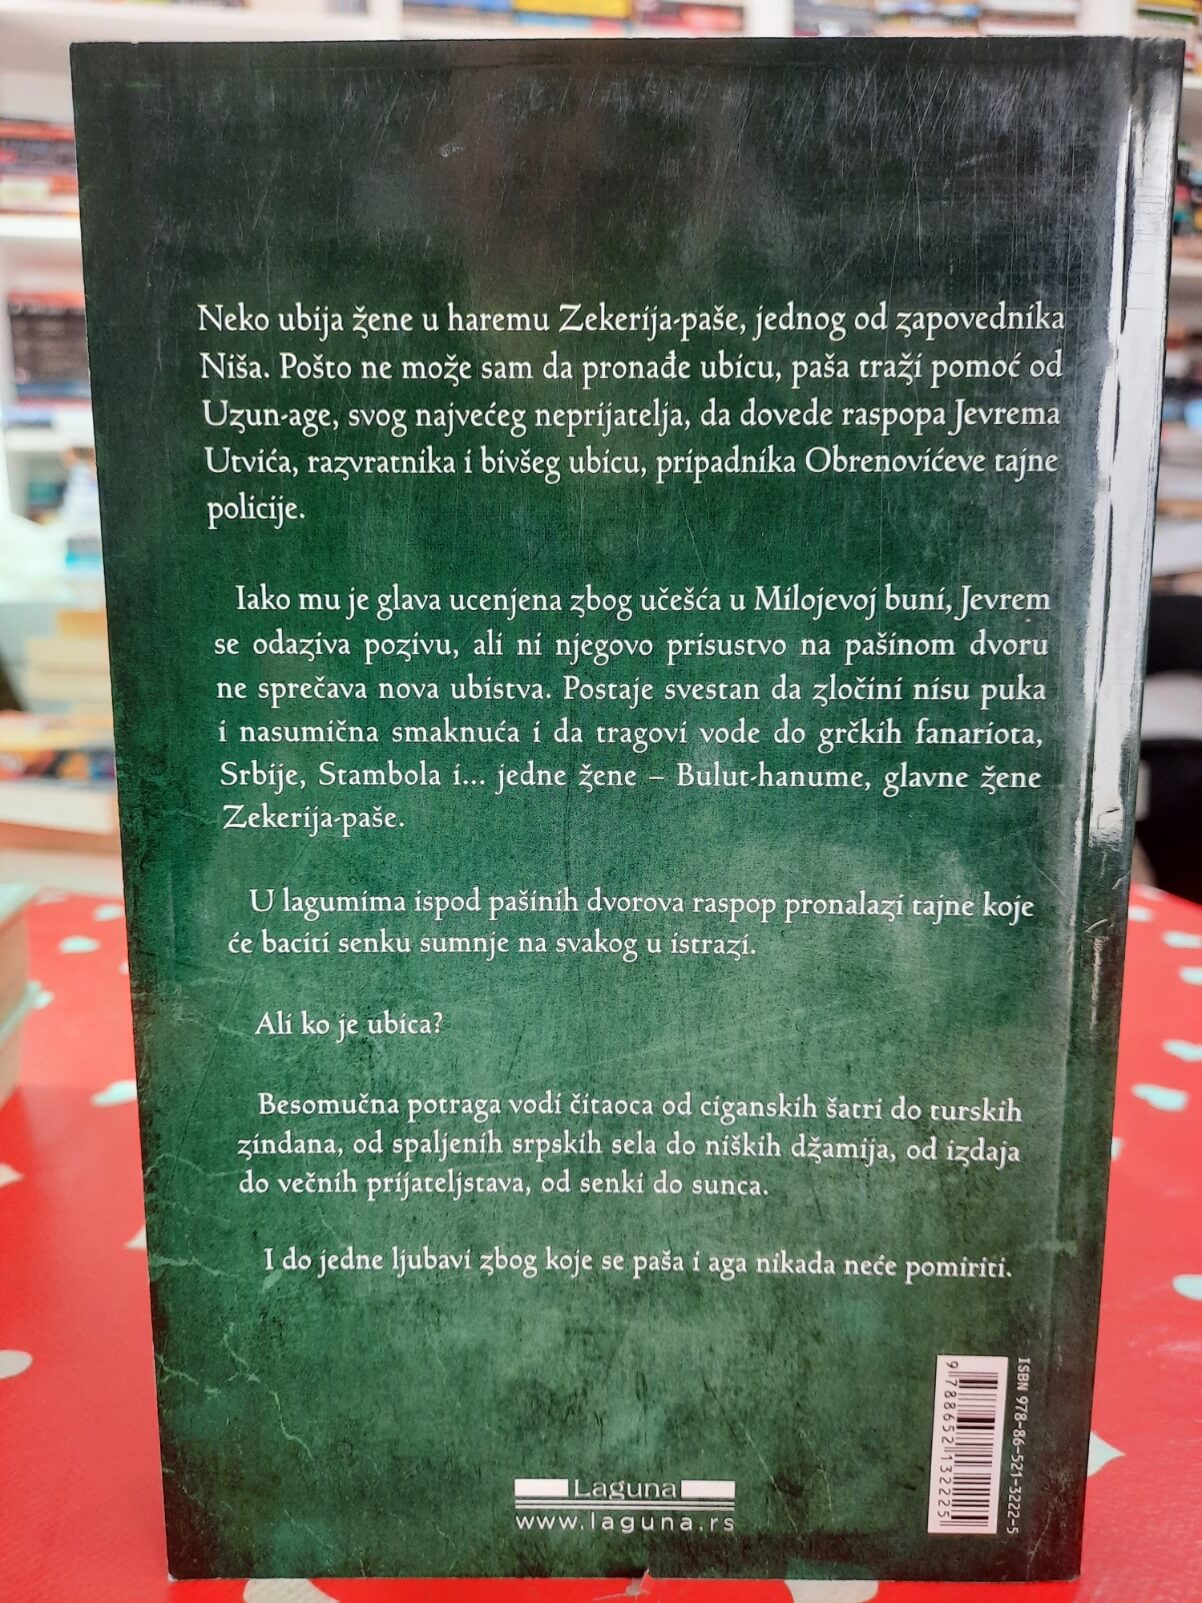 Neko ubija žene u haremu Zekerija-paše, jednog od zapovednika
Niša. Pošto ne može sam da pronađe ubicu, paša traži pomoć od
Uzun-age, svog najvećeg neprijatelja, da dovede raspopa Jevrema
Utvića, razvratnika i bivšeg ubicu, pripadnika Obrenovićeve tajne
policije.
Iako mu je glava ucenjena zbog učešća u Milojevoj buni, Jevrem
se odaziva pozivu, ali ni njegovo prisustvo na pašinom dvoru
ne sprečava nova ubistva. Postaje svestan da zločini nisu puka
i nasumična smaknuća i da tragovi vode do grčkih fanariota,
Srbije, Stambola i... jedne žene – Bulut-hanume, glavne žene
Zekerija-paše.
U lagumima ispod pašinih dvorova raspop pronalazi tajne koje
će baciti senku sumnje na svakog u istrazi.
Ali ko je ubica?
Besomučna potraga vodi čitaoca od ciganskih šatri do turskih
zindana, od spaljenih srpskih sela do niških džamija, od izdaja
do večnih prijateljstava, od senki do sunca.
I do jedne ljubavi zbog koje se paša i aga nikada neće pomiriti.
ISBN 978-86-521-3222-5
9 788652 132225
Laguna
www.laguna.rs